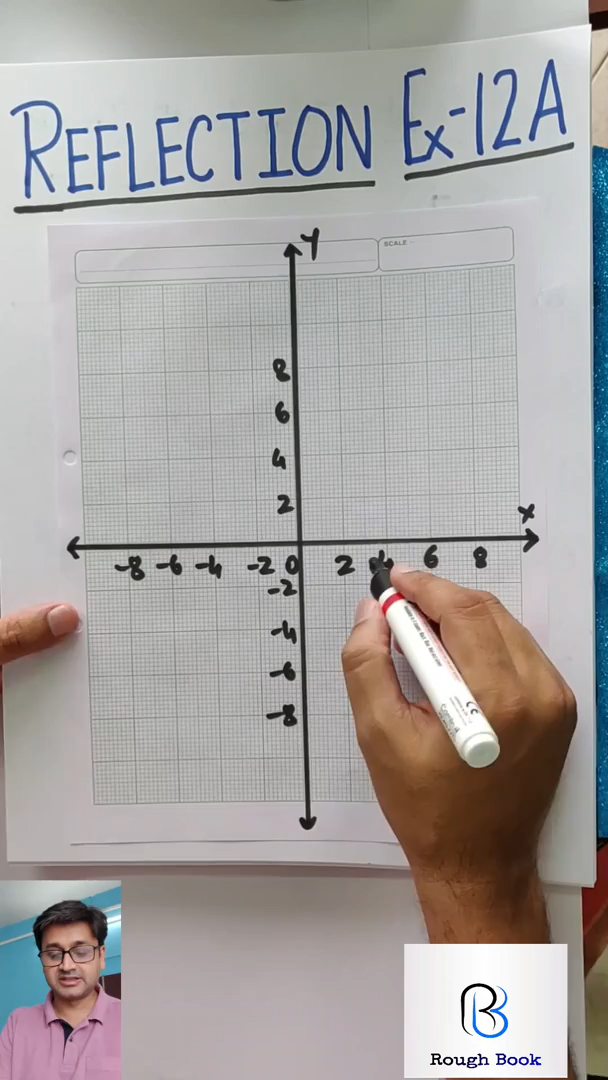 REFLECTION Ex-12A
SCALE -
Y
8
6
4
2
X
-8 -6 -4 -2 0 2 4 6 8
-2
-4
-6
-8
Rough Book